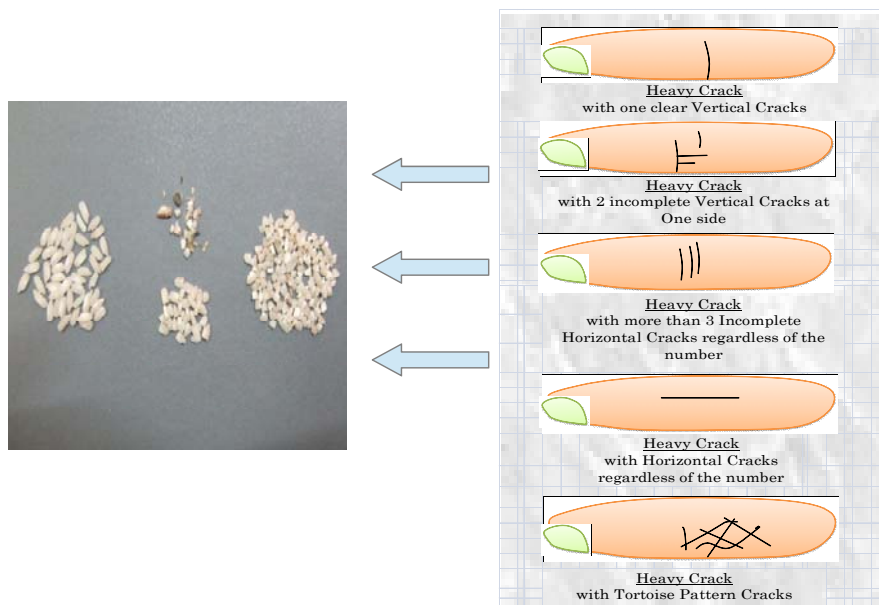 Heavy Crack
with one clear Vertical Cracks
Heavy Crack
with 2 incomplete Vertical Cracks at
One side
Heavy Crack
with more than 3 Incomplete
Horizontal Cracks regardless of the
number
Heavy Crack
with Horizontal Cracks
regardless of the number
Heavy Crack
with Tortoise Pattern Cracks